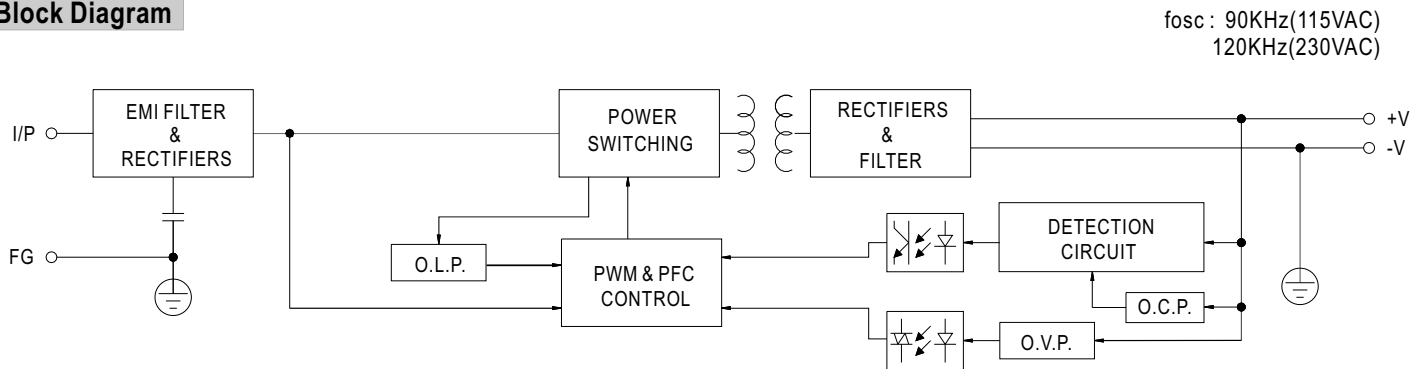 Block Diagram
fosc : 90KHz(115VAC)
120KHz(230VAC)
I/P
EMI FILTER
&
RECTIFIERS
POWER
SWITCHING
RECTIFIERS
&
FILTER
+V
-V
FG
O.L.P.
PWM & PFC
CONTROL
DETECTION
CIRCUIT
O.C.P.
O.V.P.